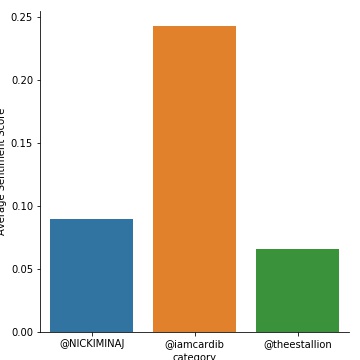 0.25
0.20
0.15
0.10
0.05
0.00
Average Sentiment Score
@NICKIMINAJ
@iamcardib
@theestallion
category